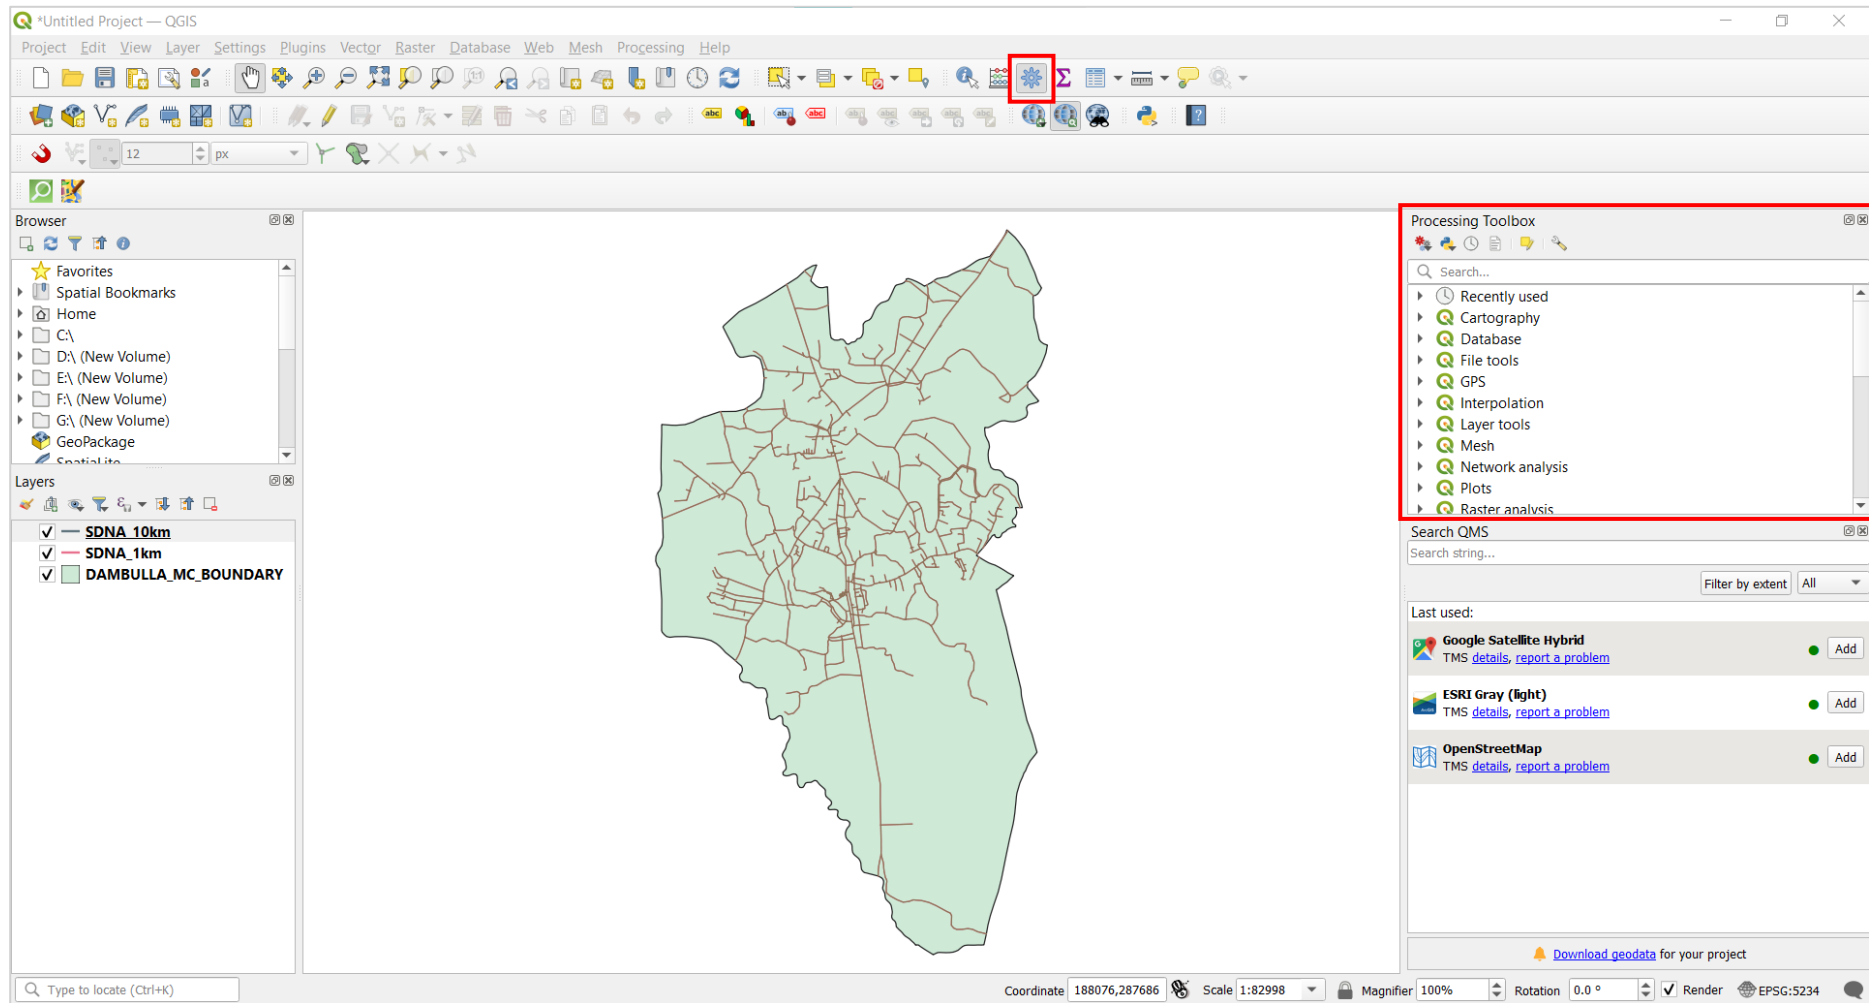 *Untitled Project — QGIS
Project Edit View Layer Settings Plugins Vector Raster Database Web Mesh Processing Help
12 px
Browser
Favorites
Spatial Bookmarks
Home
C:\
D:\ (New Volume)
E:\ (New Volume)
F:\ (New Volume)
G:\ (New Volume)
GeoPackage
SpatiaLite
Layers
SDNA_10km
SDNA_1km
DAMBULLA_MC_BOUNDARY
Processing Toolbox
Search...
Recently used
Cartography
Database
File tools
GPS
Interpolation
Layer tools
Mesh
Network analysis
Plots
Raster analysis
Search QMS
Search string...
Filter by extent All
Last used:
Google Satellite Hybrid
TMS details, report a problem
Add
ESRI Gray (light)
TMS details, report a problem
Add
OpenStreetMap
TMS details, report a problem
Add
Download geodata for your project
Type to locate (Ctrl+K)
Coordinate 188076,287686 Scale 1:82998 Magnifier 100% Rotation 0.0 ° Render EPSG:5234